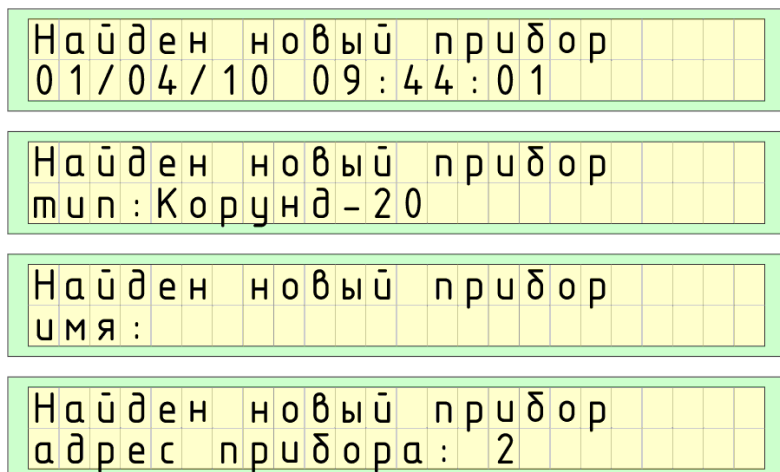 Найден новый прибор
01/04/10 09:44:01
Найден новый прибор
тип:Корунд-20
Найден новый прибор
имя:
Найден новый прибор
адрес прибора: 2